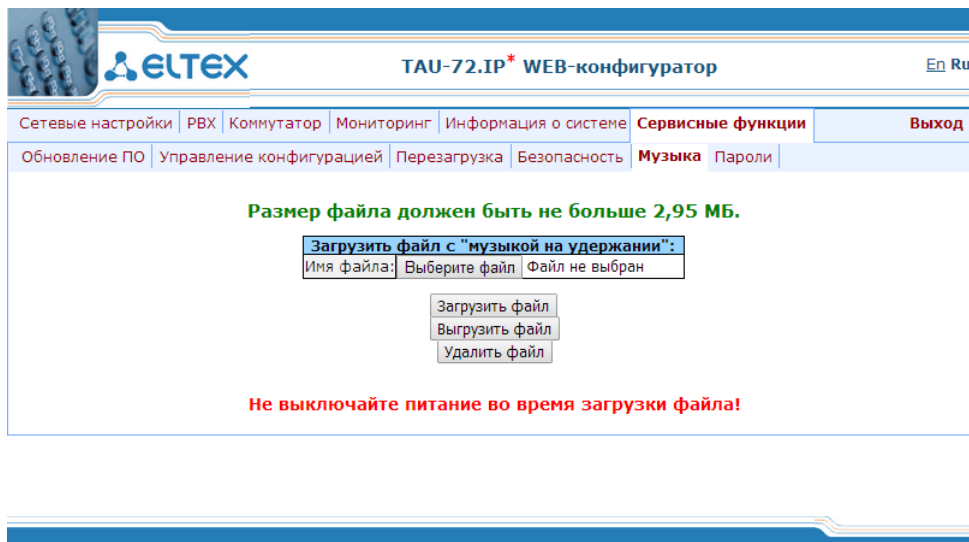 ELTEX
TAU-72.IP* WEB-конфигуратор
En Ru
Сетевые настройки PBX Коммутатор Мониторинг Информация о системе Сервисные функции Выход
Обновление ПО Управление конфигурацией Перезагрузка Безопасность Музыка Пароли
Размер файла должен быть не больше 2,95 МБ.
Загрузить файл с "музыкой на удержании":
Имя файла: Выберите файл Файл не выбран
Загрузить файл
Выгрузить файл
Удалить файл
Не выключайте питание во время загрузки файла!